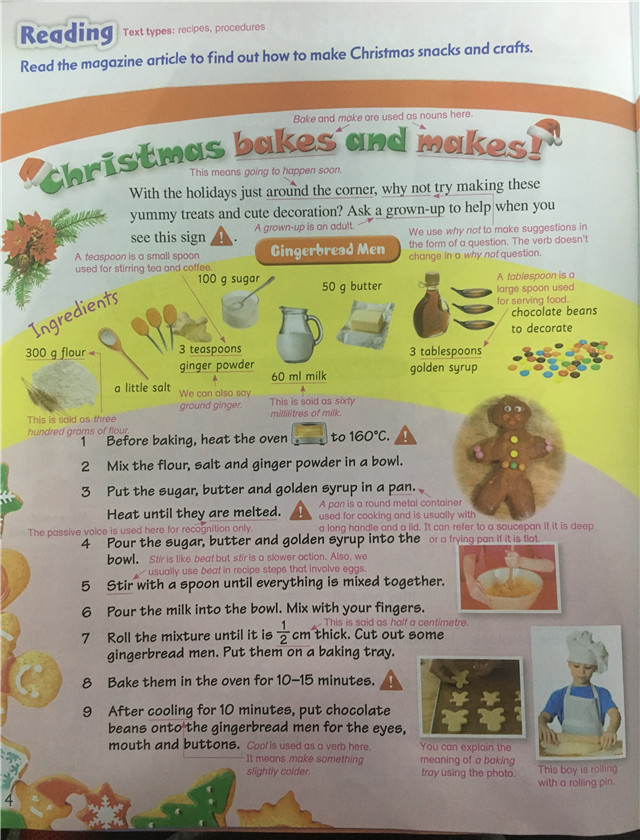 Reading Text types: recipes, procedures
Read the magazine article to find out how to make Christmas snacks and crafts.
Bake and make are used as nouns here.
Christmas bakes and makes!
This means going to happen soon.
With the holidays just around the corner, why not try making these
yummy treats and cute decoration? Ask a grown-up to help when you
see this sign ! .
A grown-up is an adult.
We use why not to make suggestions in
the form of a question. The verb doesn't
change in a why not question.
Gingerbread Men
A teaspoon is a small spoon
used for stirring tea and coffee.
A tablespoon is a
large spoon used
for serving food.
Ingredients
100 g sugar
50 g butter
chocolate beans
to decorate
300 g flour
a little salt
3 teaspoons
ginger powder
60 ml milk
3 tablespoons
golden syrup
This is said as three
hundred grams of flour.
We can also say
ground ginger.
This is said as sixty
millilitres of milk.
1 Before baking, heat the oven to 160°C. !
2 Mix the flour, salt and ginger powder in a bowl.
3 Put the sugar, butter and golden syrup in a pan.
Heat until they are melted. !
A pan is a round metal container
used for cooking and is usually with
a long handle and a lid. It can refer to a saucepan if it is deep
or a frying pan if it is flat.
The passive voice is used here for recognition only.
4 Pour the sugar, butter and golden syrup into the
bowl.
Stir is like beat but stir is a slower action. Also, we
usually use beat in recipe steps that involve eggs.
5 Stir with a spoon until everything is mixed together.
6 Pour the milk into the bowl. Mix with your fingers.
This is said as half a centimetre.
7 Roll the mixture until it is 1/2 cm thick. Cut out some
gingerbread men. Put them on a baking tray.
8 Bake them in the oven for 10–15 minutes. !
9 After cooling for 10 minutes, put chocolate
beans onto the gingerbread men for the eyes,
mouth and buttons.
Cool is used as a verb here.
It means make something
slightly colder.
You can explain the
meaning of a baking
tray using the photo.
This boy is rolling
with a rolling pin.
4